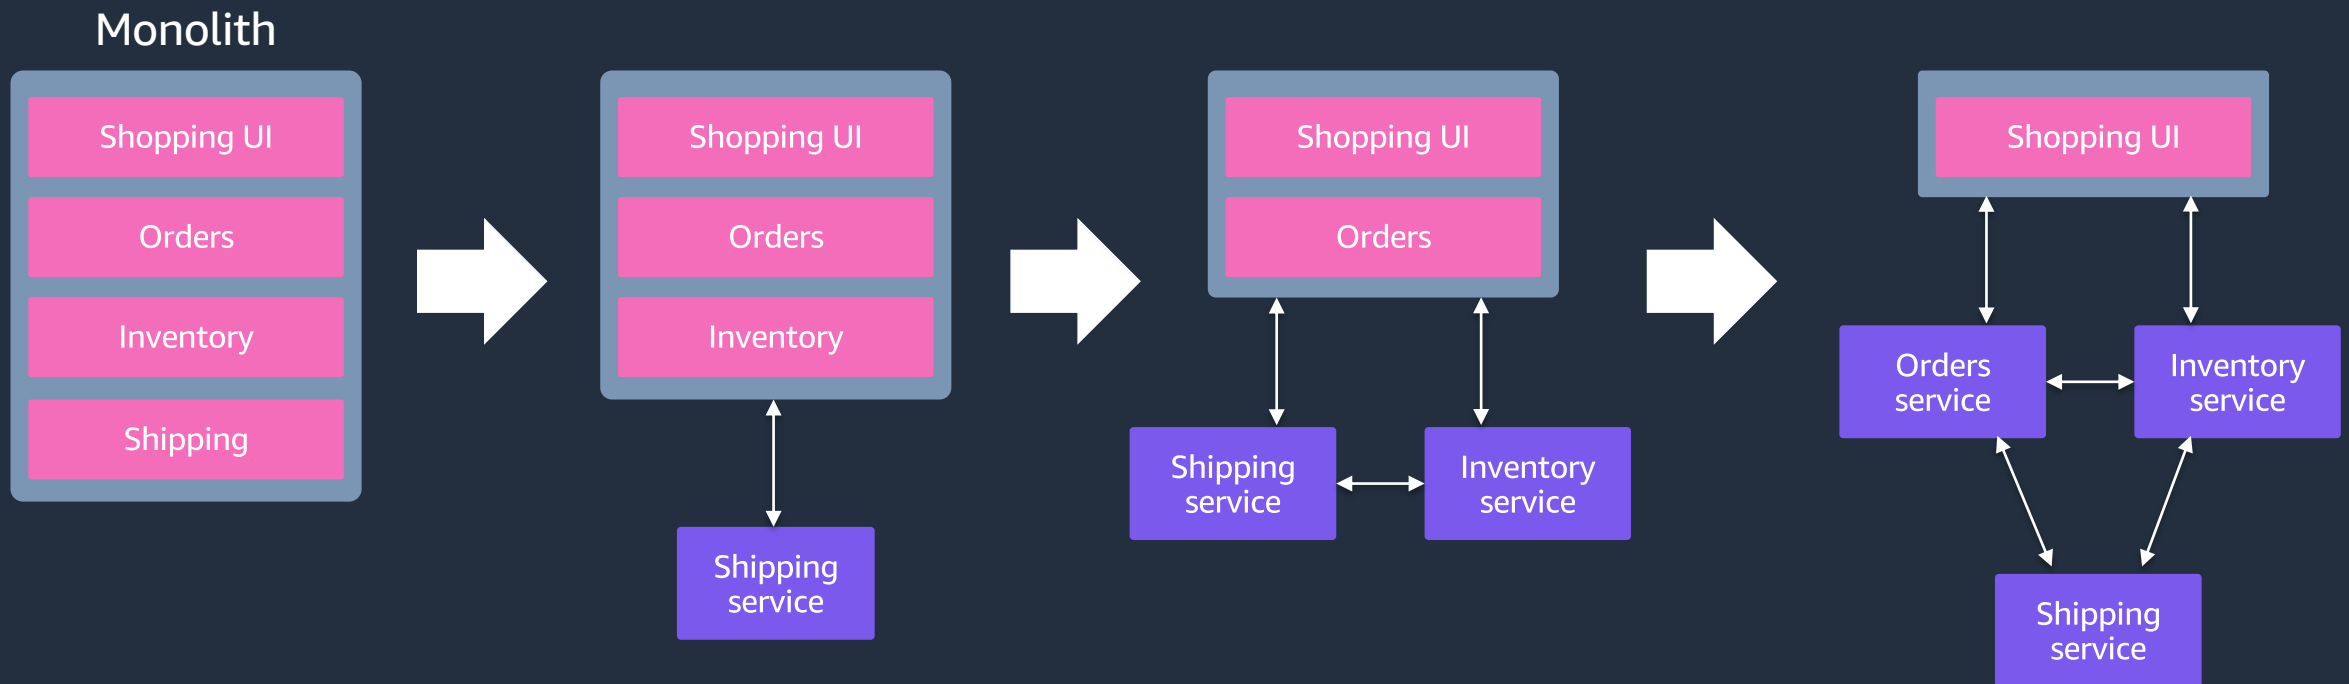 Monolith
Shopping UI
Orders
Inventory
Shipping
Shopping UI
Orders
Inventory
Shipping
service
Shopping UI
Orders
Shipping
service
Inventory
service
Shopping UI
Orders
service
Inventory
service
Shipping
service